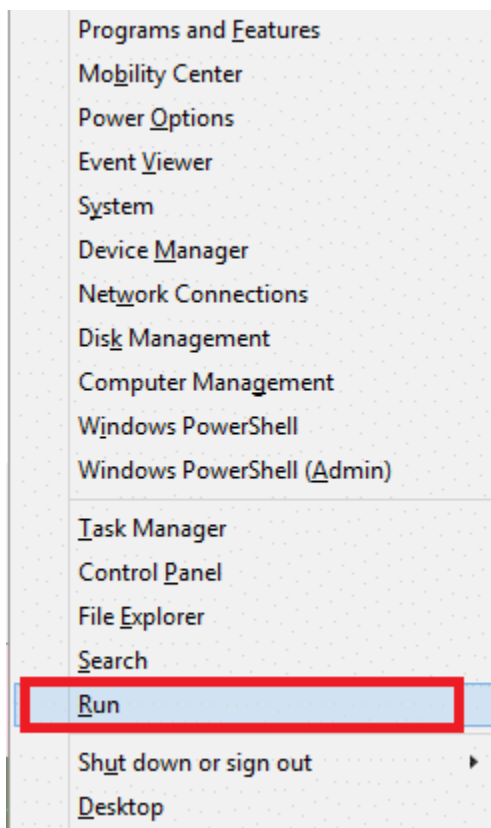 Programs and Features
Mobility Center
Power Options
Event Viewer
System
Device Manager
Network Connections
Disk Management
Computer Management
Windows PowerShell
Windows PowerShell (Admin)
Task Manager
Control Panel
File Explorer
Search
Run
Shut down or sign out
Desktop